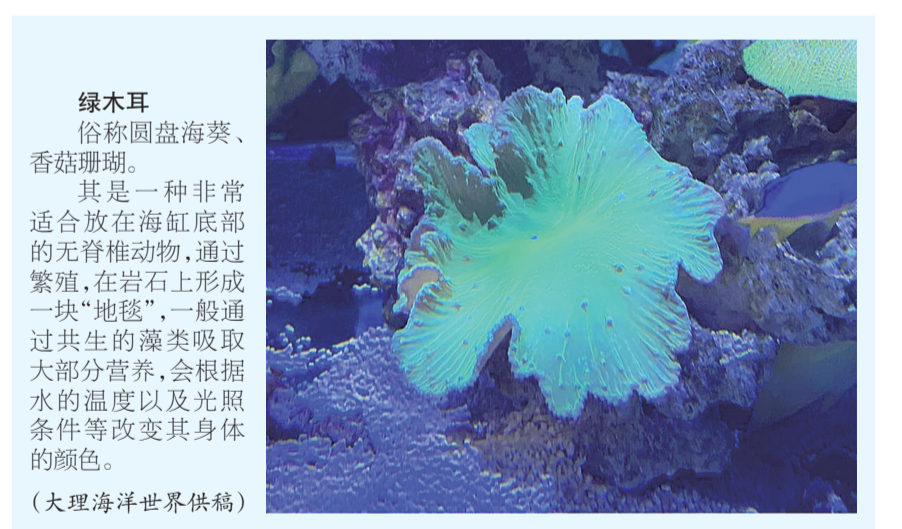 绿木耳
俗称圆盘海葵、
香菇珊瑚。
其是一种非常
适合放在海缸底部
的无脊椎动物,通过
繁殖,在岩石上形成
一块“地毯”,一般通
过共生的藻类吸取
大部分营养,会根据
水的温度以及光照
条件等改变其身体
的颜色。
(大理海洋世界供稿)